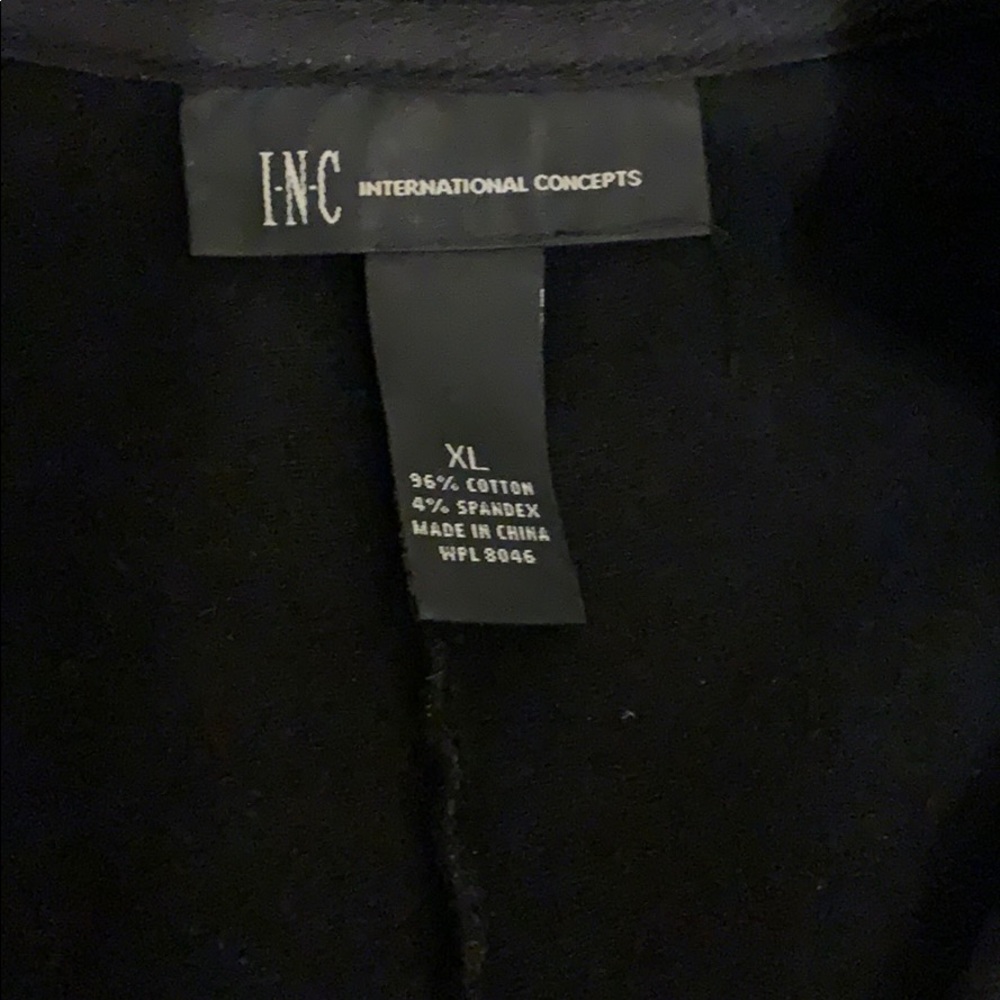 I·N·C INTERNATIONAL CONCEPTS
XL
96% COTTON
4% SPANDEX
MADE IN CHINA
WPL 8046